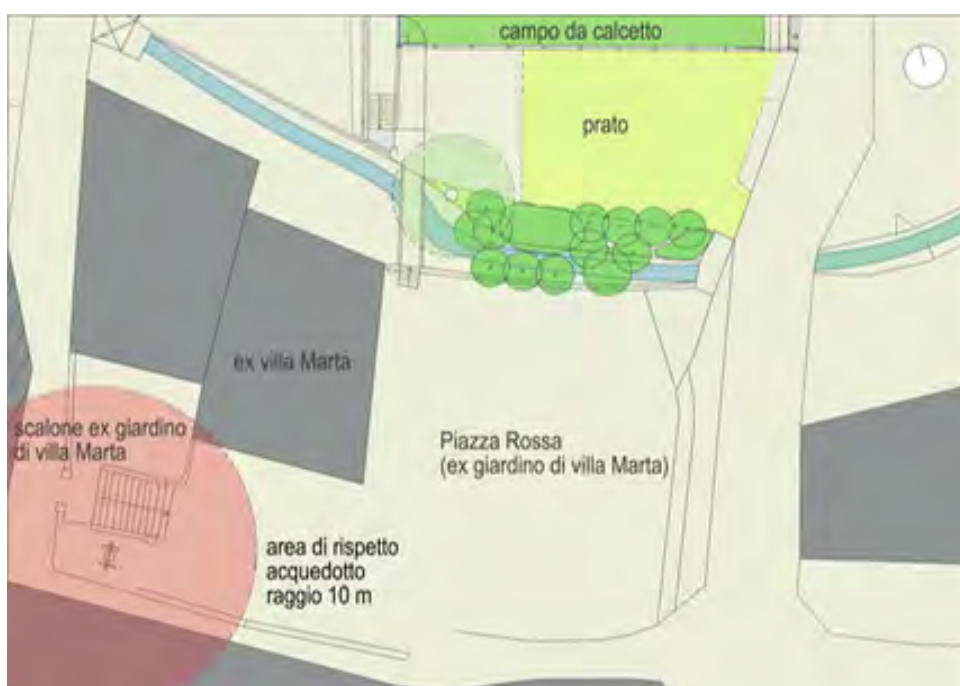 campo da calcetto
prato
ex villa Marta
scalone ex giardino
di villa Marta
Piazza Rossa
(ex giardino di villa Marta)
area di rispetto
acquedotto
raggio 10 m